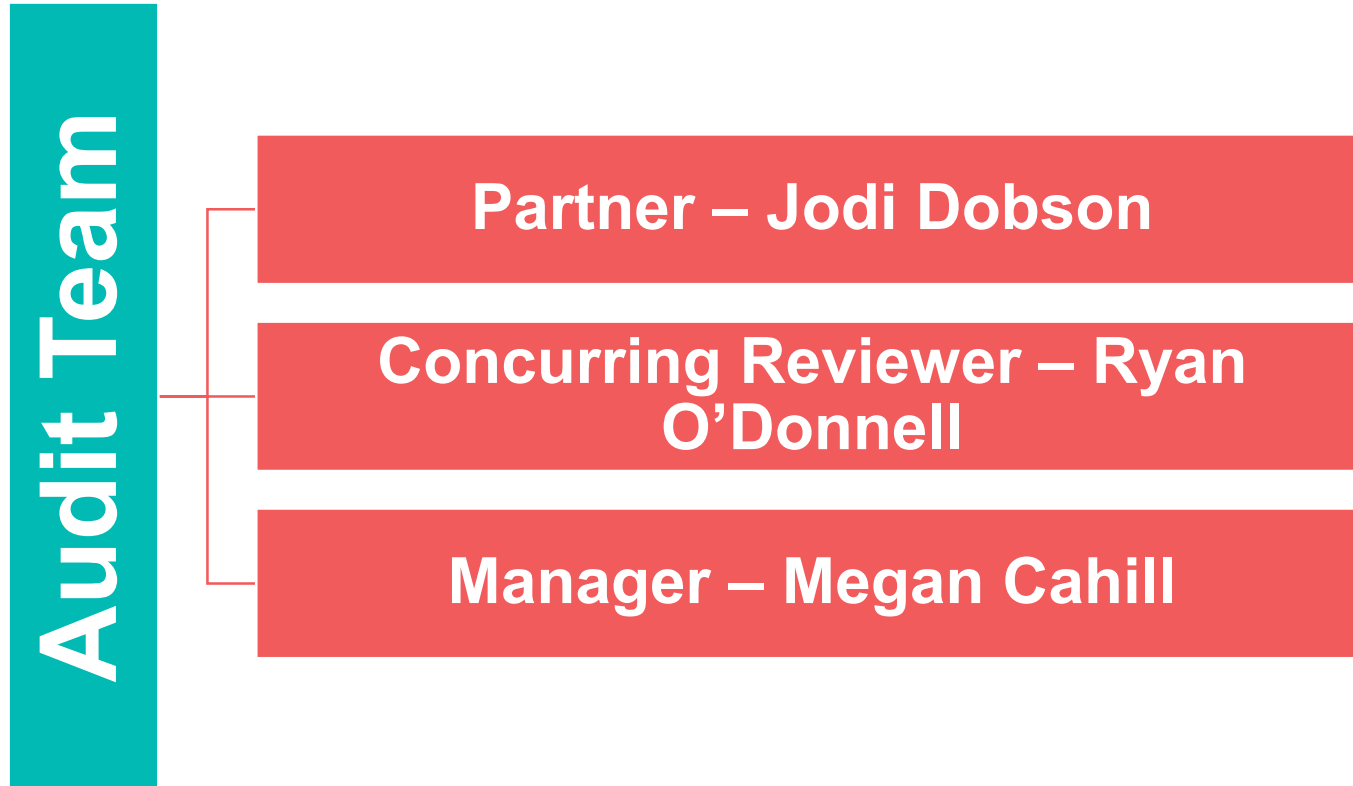 Audit Team
Partner – Jodi Dobson
Concurring Reviewer – Ryan
O’Donnell
Manager – Megan Cahill